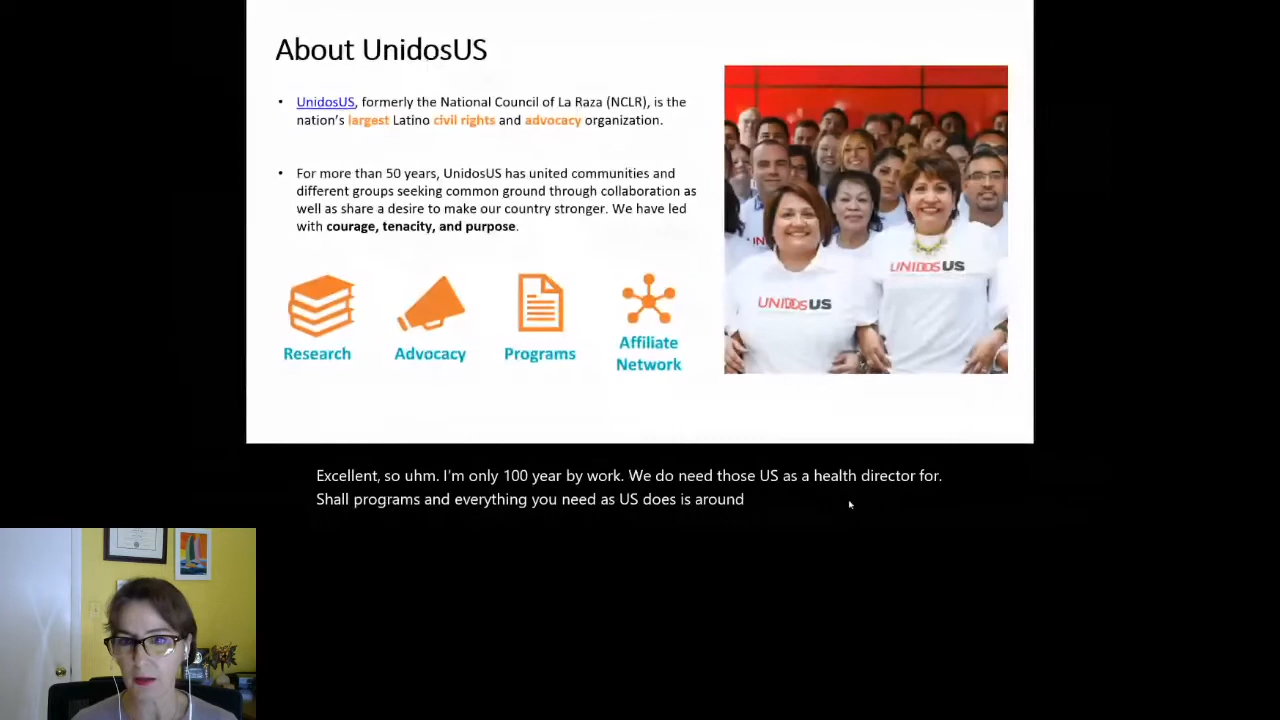 About UnidosUS
• UnidosUS, formerly the National Council of La Raza (NCLR), is the
nation's largest Latino civil rights and advocacy organization.
• For more than 50 years, UnidosUS has united communities and
different groups seeking common ground through collaboration as
well as share a desire to make our country stronger. We have led
with courage, tenacity, and purpose.
Research
Advocacy
Programs
Affiliate
Network
UNIDOSUS
UNIDOSUS
Excellent, so uhm. I'm only 100 year by work. We do need those US as a health director for.
Shall programs and everything you need as US does is around